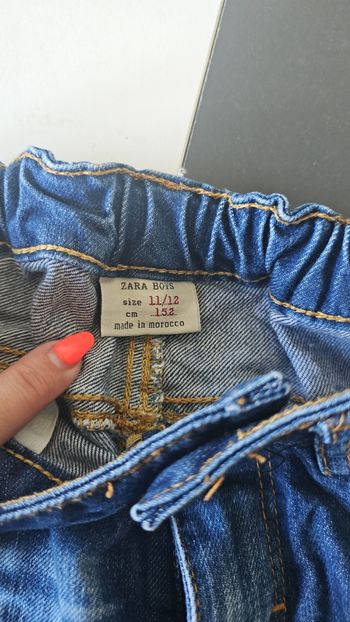 ZARA BOYS
size 11/12
cm 152
made in morocco